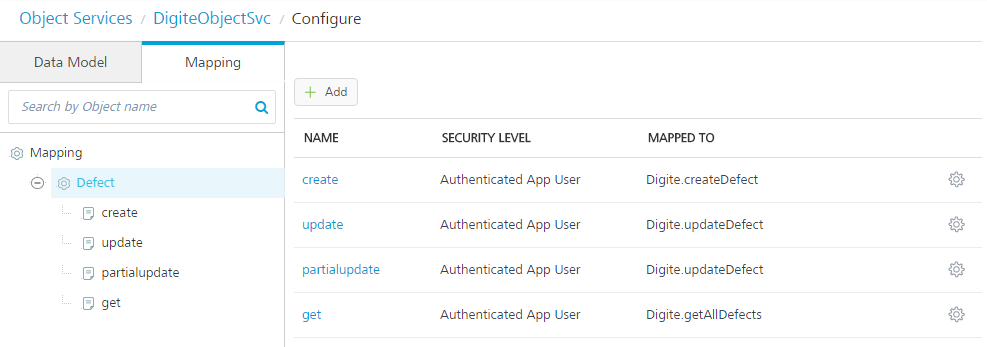 Object Services / DigiteObjectSvc / Configure
Data Model
Mapping
Search by Object name
Mapping
Defect
create
update
partialupdate
get
Add
NAME SECURITY LEVEL MAPPED TO
create Authenticated App User Digite.createDefect
update Authenticated App User Digite.updateDefect
partialupdate Authenticated App User Digite.updateDefect
get Authenticated App User Digite.getAllDefects